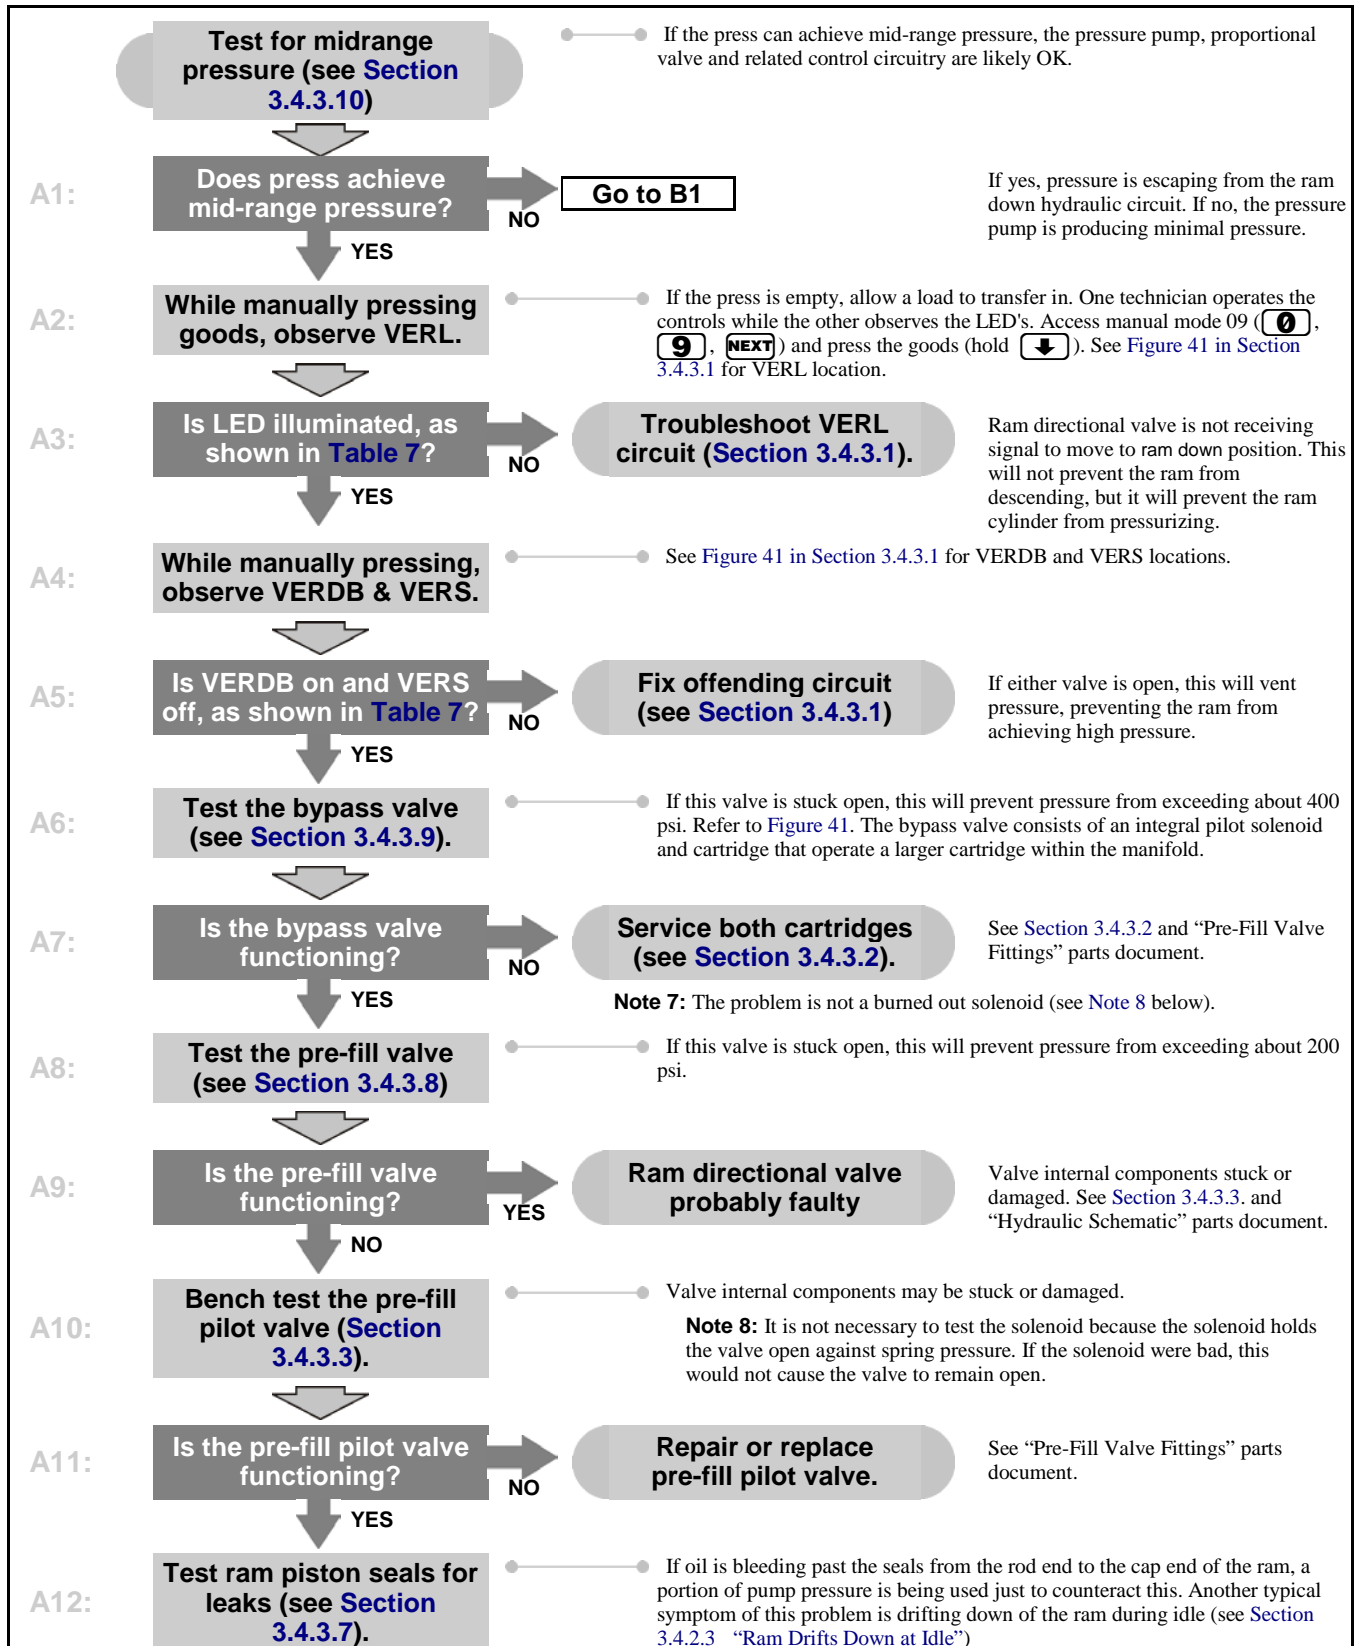 Test for midrange
pressure (see Section
3.4.3.10)
If the press can achieve mid-range pressure, the pressure pump, proportional
valve and related control circuitry are likely OK.
A1:
Does press achieve
mid-range pressure?
NO
Go to B1
If yes, pressure is escaping from the ram
down hydraulic circuit. If no, the pressure
pump is producing minimal pressure.
YES
A2:
While manually pressing
goods, observe VERL.
If the press is empty, allow a load to transfer in. One technician operates the
controls while the other observes the LED's. Access manual mode 09 ( 0 ,
9 , NEXT ) and press the goods (hold ⬇ ). See Figure 41 in Section
3.4.3.1 for VERL location.
A3:
Is LED illuminated, as
shown in Table 7?
NO
Troubleshoot VERL
circuit (Section 3.4.3.1).
Ram directional valve is not receiving
signal to move to ram down position. This
will not prevent the ram from
descending, but it will prevent the ram
cylinder from pressurizing.
YES
A4:
While manually pressing,
observe VERDB & VERS.
See Figure 41 in Section 3.4.3.1 for VERDB and VERS locations.
A5:
Is VERDB on and VERS
off, as shown in Table 7?
NO
Fix offending circuit
(see Section 3.4.3.1)
If either valve is open, this will vent
pressure, preventing the ram from
achieving high pressure.
YES
A6:
Test the bypass valve
(see Section 3.4.3.9).
If this valve is stuck open, this will prevent pressure from exceeding about 400
psi. Refer to Figure 41. The bypass valve consists of an integral pilot solenoid
and cartridge that operate a larger cartridge within the manifold.
A7:
Is the bypass valve
functioning?
NO
Service both cartridges
(see Section 3.4.3.2).
See Section 3.4.3.2 and “Pre-Fill Valve
Fittings” parts document.
YES
Note 7: The problem is not a burned out solenoid (see Note 8 below).
A8:
Test the pre-fill valve
(see Section 3.4.3.8)
If this valve is stuck open, this will prevent pressure from exceeding about 200
psi.
A9:
Is the pre-fill valve
functioning?
YES
Ram directional valve
probably faulty
Valve internal components stuck or
damaged. See Section 3.4.3.3. and
“Hydraulic Schematic” parts document.
NO
A10:
Bench test the pre-fill
pilot valve (Section
3.4.3.3).
Valve internal components may be stuck or damaged.
Note 8: It is not necessary to test the solenoid because the solenoid holds
the valve open against spring pressure. If the solenoid were bad, this
would not cause the valve to remain open.
A11:
Is the pre-fill pilot valve
functioning?
NO
Repair or replace
pre-fill pilot valve.
See “Pre-Fill Valve Fittings” parts
document.
YES
A12:
Test ram piston seals for
leaks (see Section
3.4.3.7).
If oil is bleeding past the seals from the rod end to the cap end of the ram, a
portion of pump pressure is being used just to counteract this. Another typical
symptom of this problem is drifting down of the ram during idle (see Section
3.4.2.3 “Ram Drifts Down at Idle”)